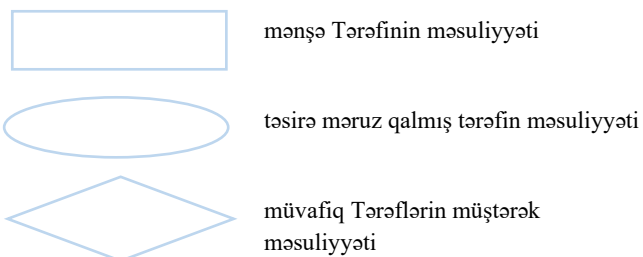 mənşə Tərəfinin məsuliyyəti
təsirə məruz qalmış tərəfin məsuliyyəti
müvafiq Tərəflərin müştərək
məsuliyyəti